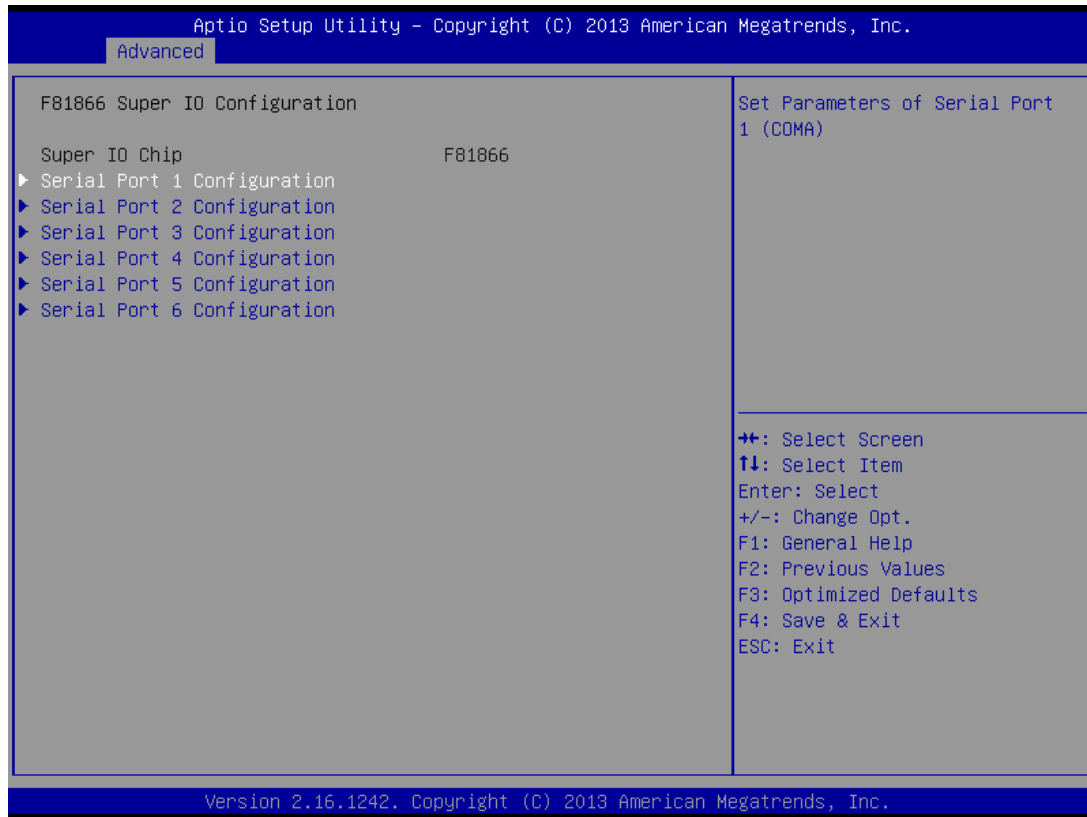 Aptio Setup Utility – Copyright (C) 2013 American Megatrends, Inc.
Advanced
F81866 Super IO Configuration
Super IO Chip F81866
▶ Serial Port 1 Configuration
▶ Serial Port 2 Configuration
▶ Serial Port 3 Configuration
▶ Serial Port 4 Configuration
▶ Serial Port 5 Configuration
▶ Serial Port 6 Configuration
Set Parameters of Serial Port
1 (COMA)
→←: Select Screen
↑↓: Select Item
Enter: Select
+/-: Change Opt.
F1: General Help
F2: Previous Values
F3: Optimized Defaults
F4: Save & Exit
ESC: Exit
Version 2.16.1242. Copyright (C) 2013 American Megatrends, Inc.